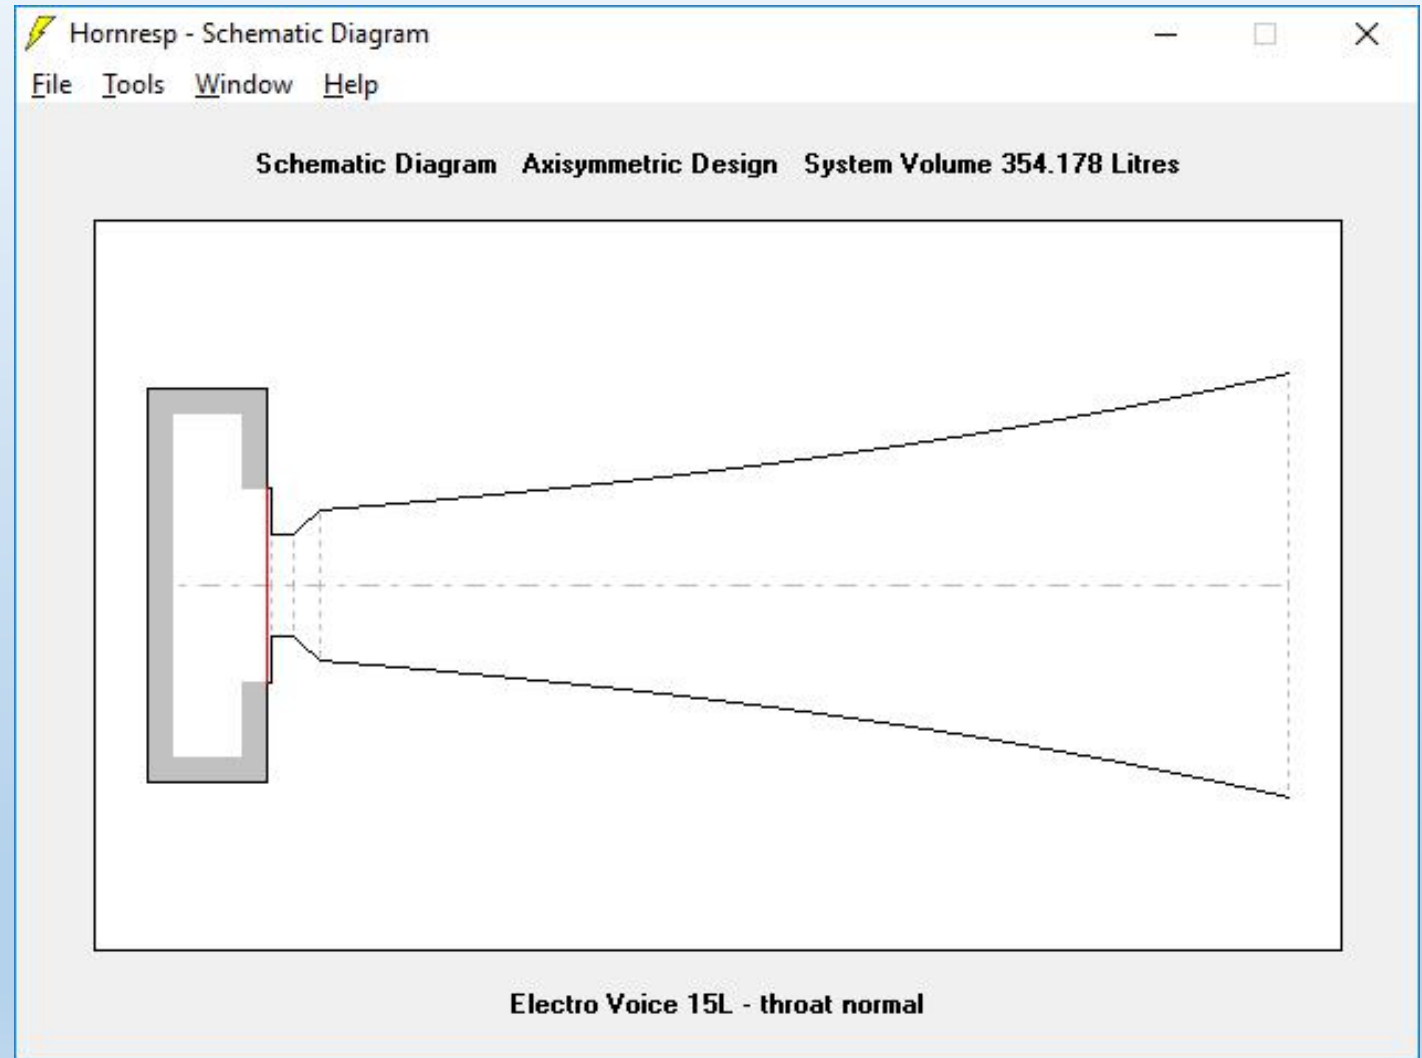 Hornresp - Schematic Diagram
File Tools Window Help
Schematic Diagram Axisymmetric Design System Volume 354.178 Litres
Electro Voice 15L - throat normal